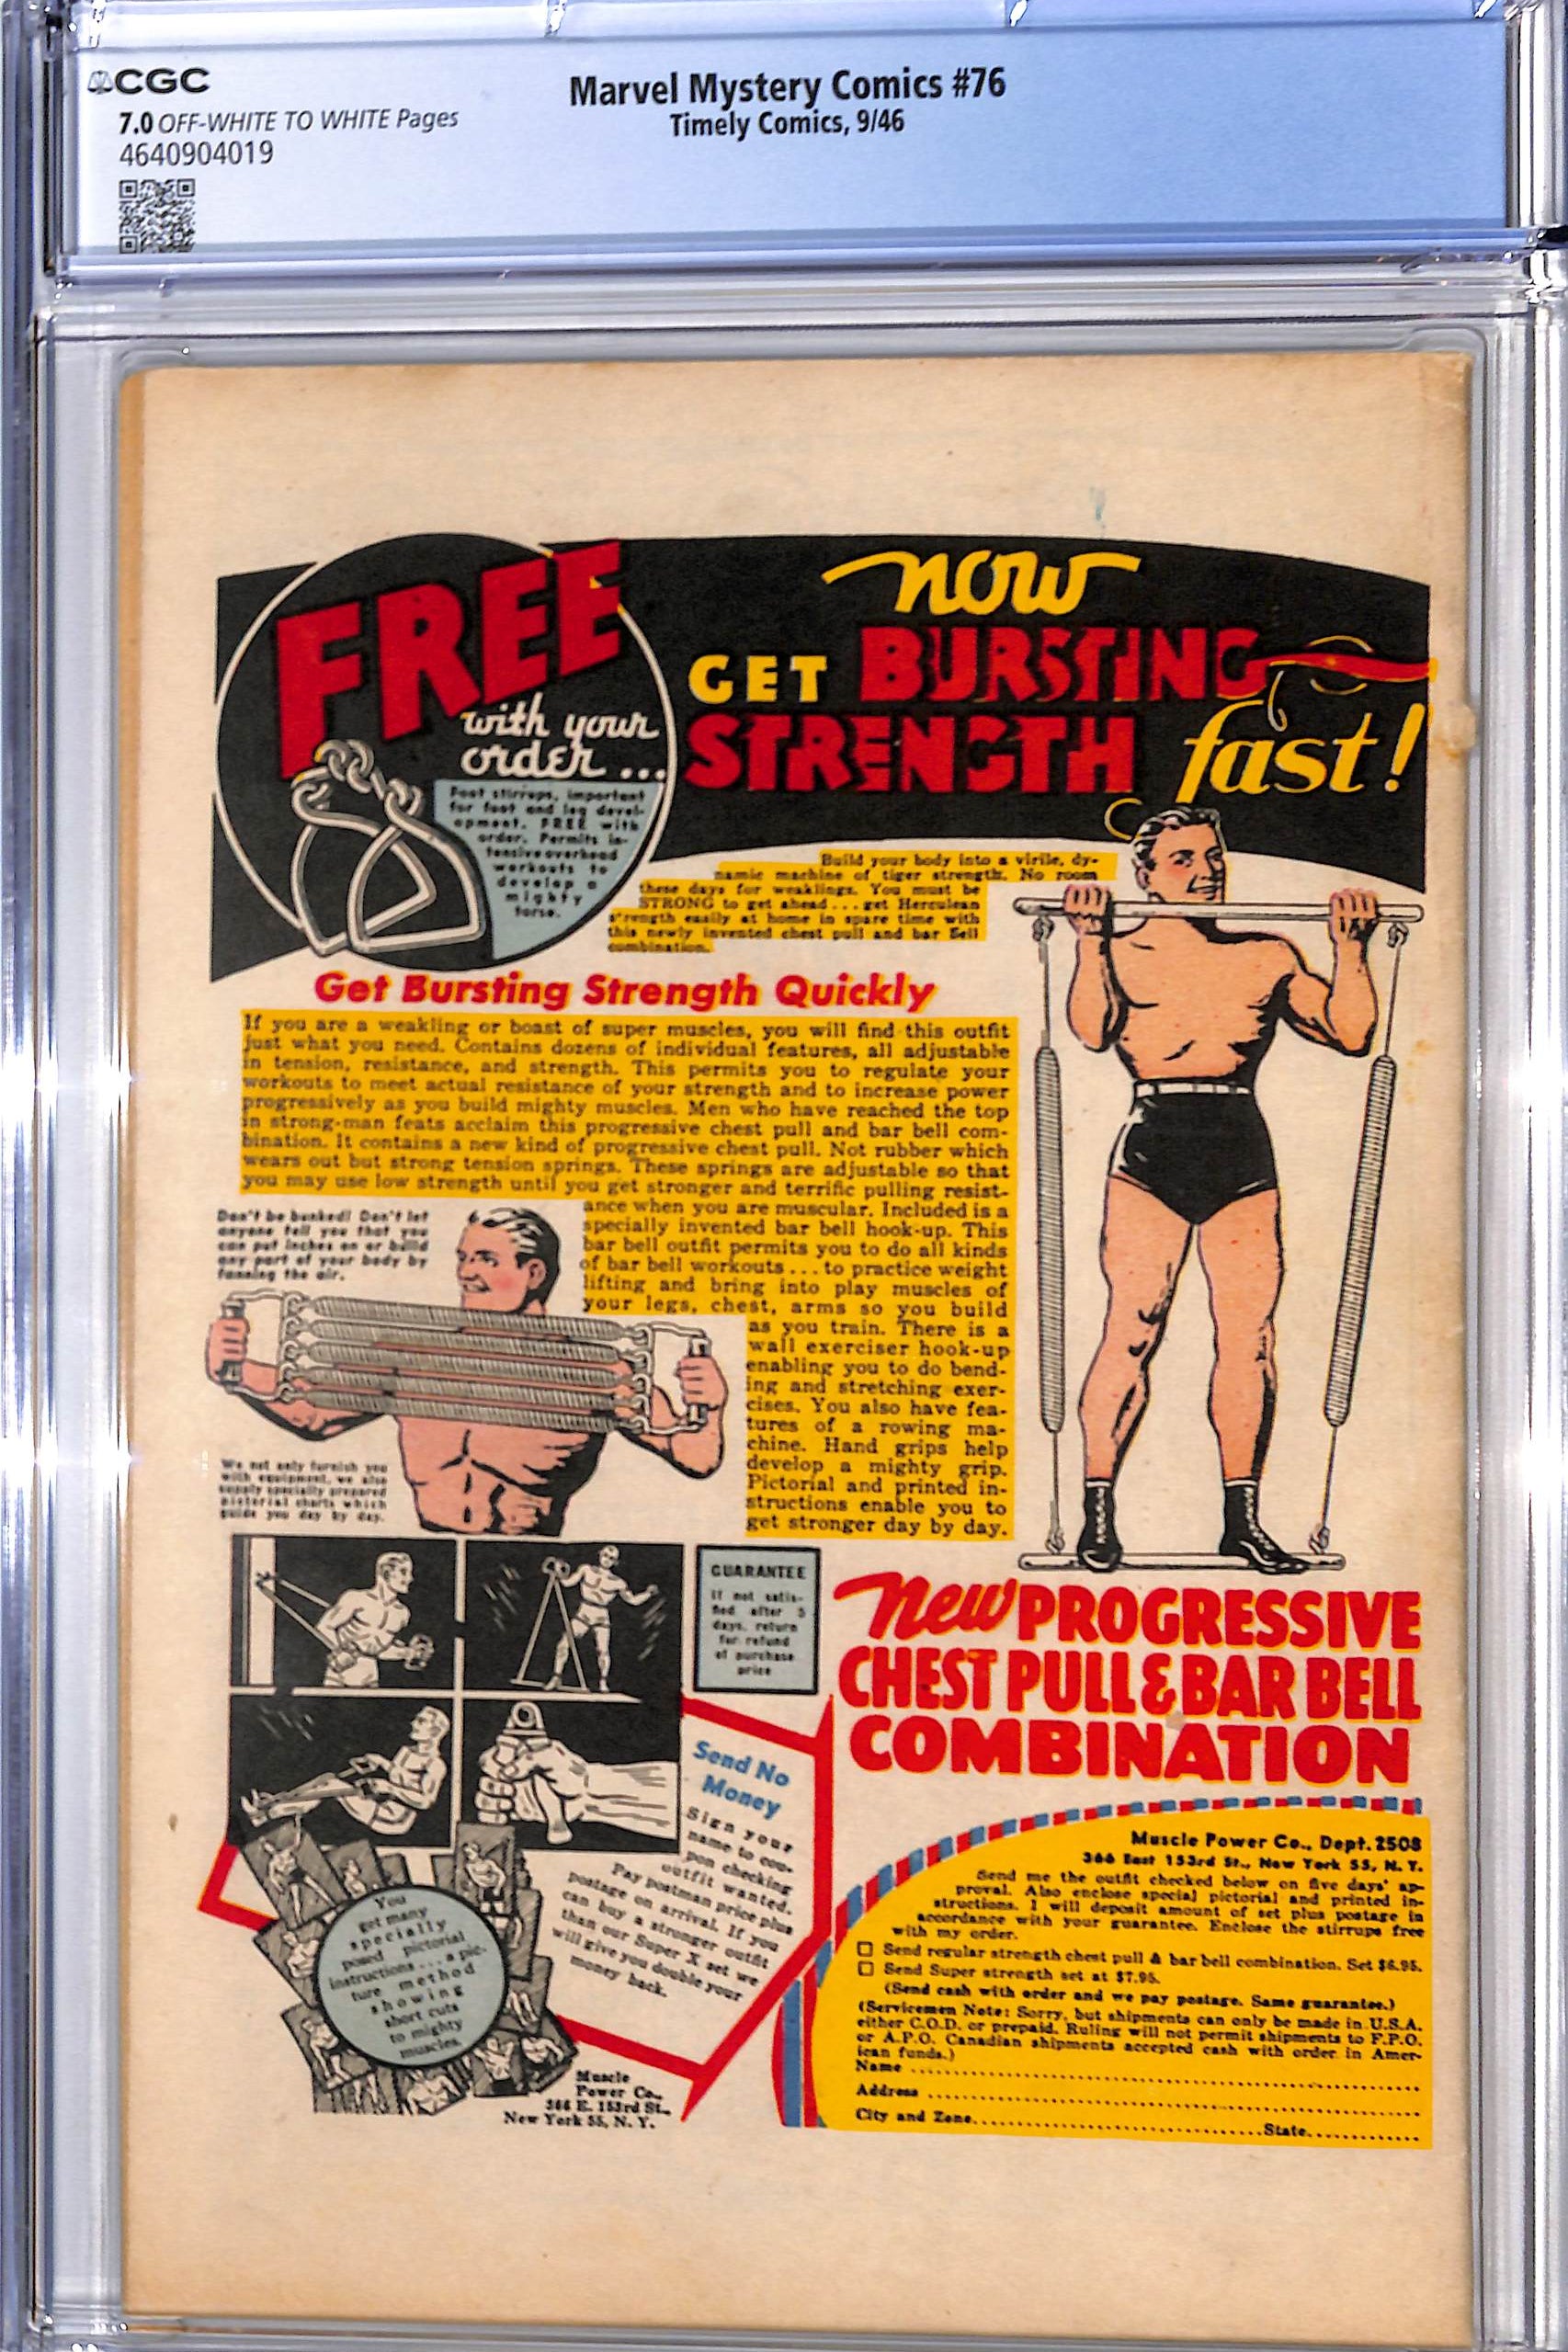 CGC
7.0 OFF-WHITE TO WHITE Pages
4640904019
Marvel Mystery Comics #76
Timely Comics, 9/46
FREE
with your
order...
Foot stirrups, important
for foot and leg devel-
opment. FREE with
order. Permits in-
tensive overhead
workouts to
develop a
mighty
torso.
now
GET BURSTING
STRENGTH fast!
Build your body into a virile, dy-
namic machine of tiger strength. No room
these days for weaklings. You must be
STRONG to get ahead...get Herculean
strength easily at home in spare time with
this newly invented chest pull and bar Bell
combination.
Get Bursting Strength Quickly
If you are a weakling or boast of super muscles, you will find this outfit
just what you need. Contains dozens of individual features, all adjustable
in tension, resistance, and strength. This permits you to regulate your
workouts to meet actual resistance of your strength and to increase power
progressively as you build mighty muscles. Men who have reached the top
in strong-man feats acclaim this progressive chest pull and bar bell com-
bination. It contains a new kind of progressive chest pull. Not rubber which
wears out but strong tension springs. These springs are adjustable so that
you may use low strength until you get stronger and terrific pulling resist-
ance when you are muscular. Included is a
specially invented bar bell hook-up. This
bar bell outfit permits you to do all kinds
of bar bell workouts...to practice weight
lifting and bring into play muscles of
your legs, chest, arms so you build
as you train. There is a
wall exerciser hook-up
enabling you to do bend-
ing and stretching exer-
cises. You also have fea-
tures of a rowing ma-
chine. Hand grips help
develop a mighty grip.
Pictorial and printed in-
structions enable you to
get stronger day by day.
Don't be bunked! Don't let
anyone tell you that you
can put inches on or build
any part of your body by
fanning the air.
We not only furnish you
with equipment, we also
supply specially prepared
pictorial charts which
guide you day by day.
GUARANTEE
If not satis-
fied after 5
days, return
for refund
of purchase
price
New PROGRESSIVE
CHEST PULL & BAR BELL
COMBINATION
Send No
Money
Sign your
name to cou-
pon checking
outfit wanted.
Pay postman price plus
postage on arrival. If you
can buy a stronger outfit
than our Super X set we
will give you double your
money back.
You
get many
specially
posed pictorial
instructions...a pic-
ture method
showing
short cuts
to mighty
muscles.
Muscle
Power Co.,
366 E. 153rd St.,
New York 55, N. Y.
Muscle Power Co., Dept. 2508
366 East 153rd St., New York 55, N. Y.
Send me the outfit checked below on five days' ap-
proval. Also enclose special pictorial and printed in-
structions. I will deposit amount of set plus postage in
accordance with your guarantee. Enclose the stirrups free
with my order.
□ Send regular strength chest pull & bar bell combination. Set $6.95.
□ Send Super strength set at $7.95.
(Send cash with order and we pay postage. Same guarantee.)
(Servicemen Note: Sorry, but shipments can only be made in U.S.A.
either C.O.D. or prepaid. Ruling will not permit shipments to F.P.O.
or A.P.O. Canadian shipments accepted cash with order in Amer-
ican funds.)
Name
Address
City and Zone..............................State..............